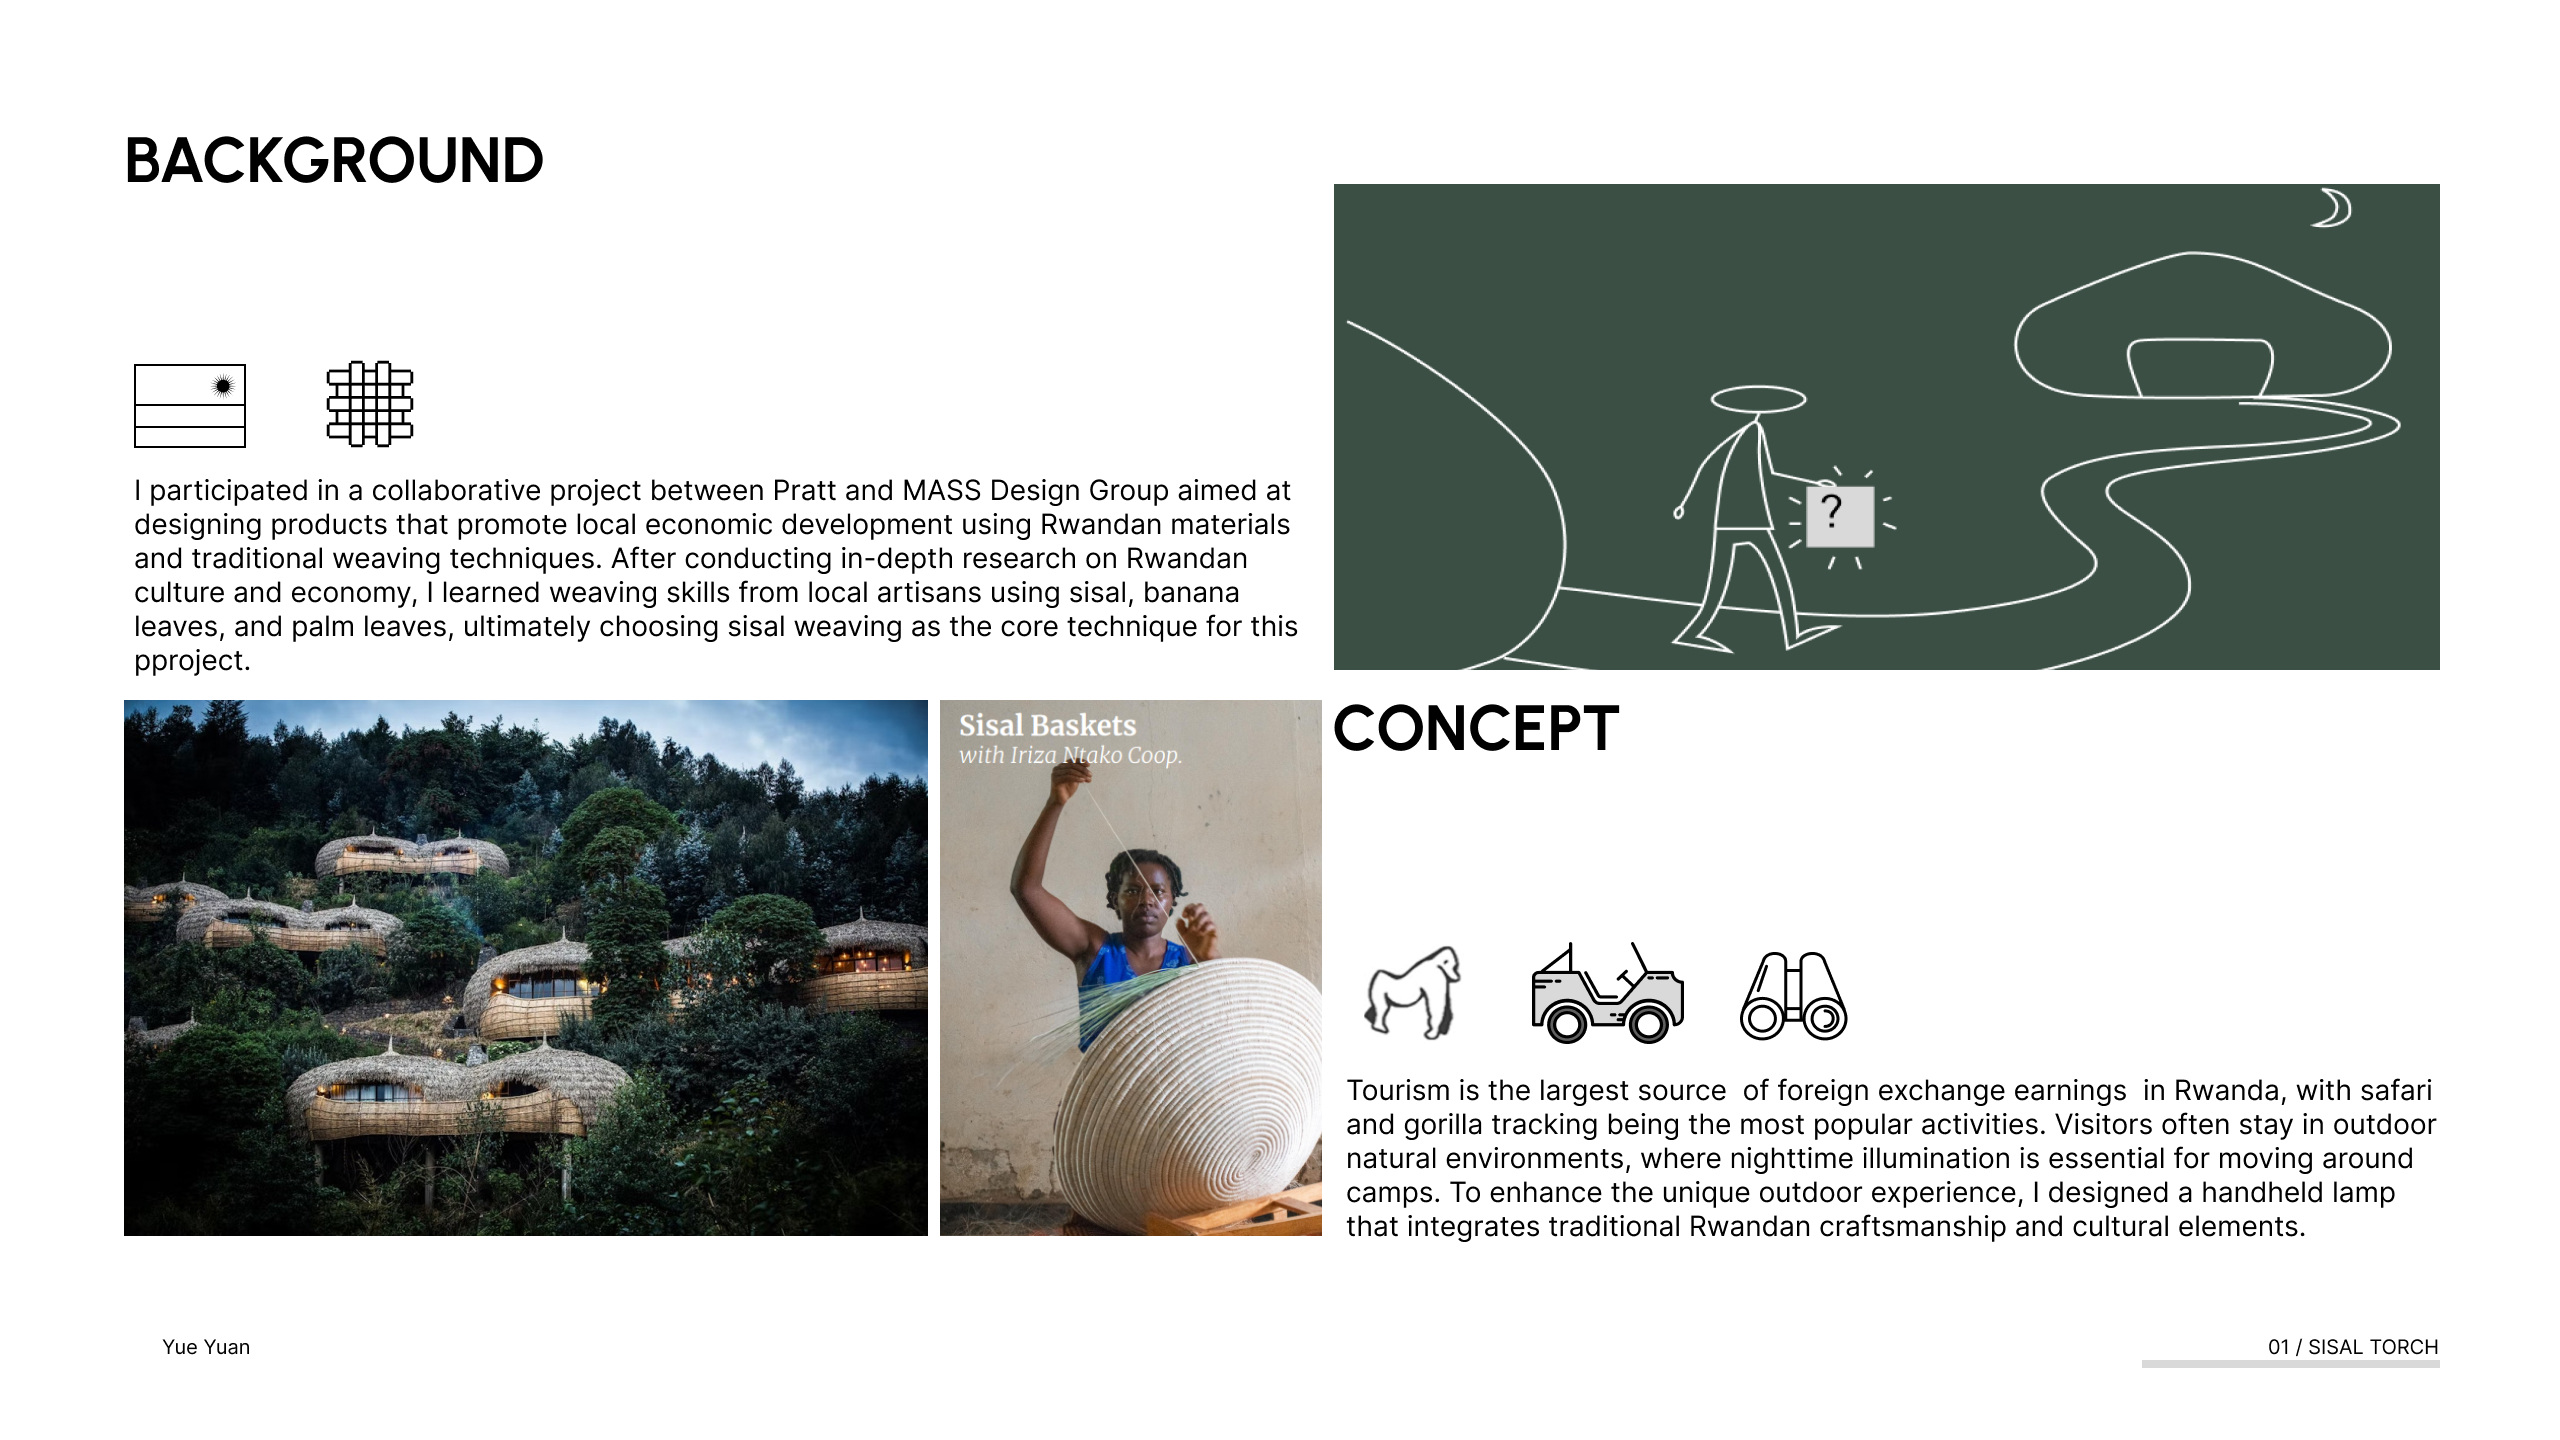 BACKGROUND
I participated in a collaborative project between Pratt and MASS Design Group aimed at
designing products that promote local economic development using Rwandan materials
and traditional weaving techniques. After conducting in-depth research on Rwandan
culture and economy, I learned weaving skills from local artisans using sisal, banana
leaves, and palm leaves, ultimately choosing sisal weaving as the core technique for this
pproject.
?
Sisal Baskets
with Iriza Ntako Coop.
CONCEPT
Tourism is the largest source  of foreign exchange earnings  in Rwanda, with safari
and gorilla tracking being the most popular activities. Visitors often stay in outdoor
natural environments, where nighttime illumination is essential for moving around
camps. To enhance the unique outdoor experience, I designed a handheld lamp
that integrates traditional Rwandan craftsmanship and cultural elements.
Yue Yuan
01 / SISAL TORCH